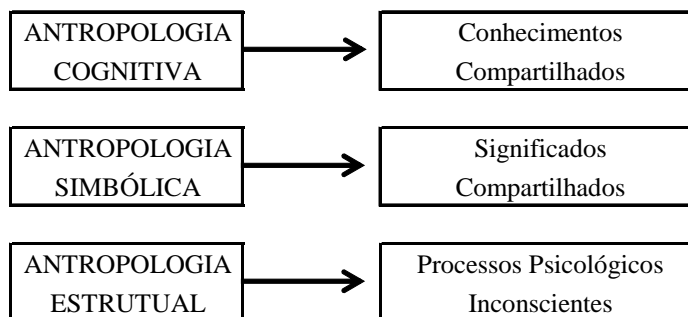 ANTROPOLOGIA
COGNITIVA
Conhecimentos
Compartilhados
ANTROPOLOGIA
SIMBÓLICA
Significados
Compartilhados
ANTROPOLOGIA
ESTRUTUAL
Processos Psicológicos
Inconscientes